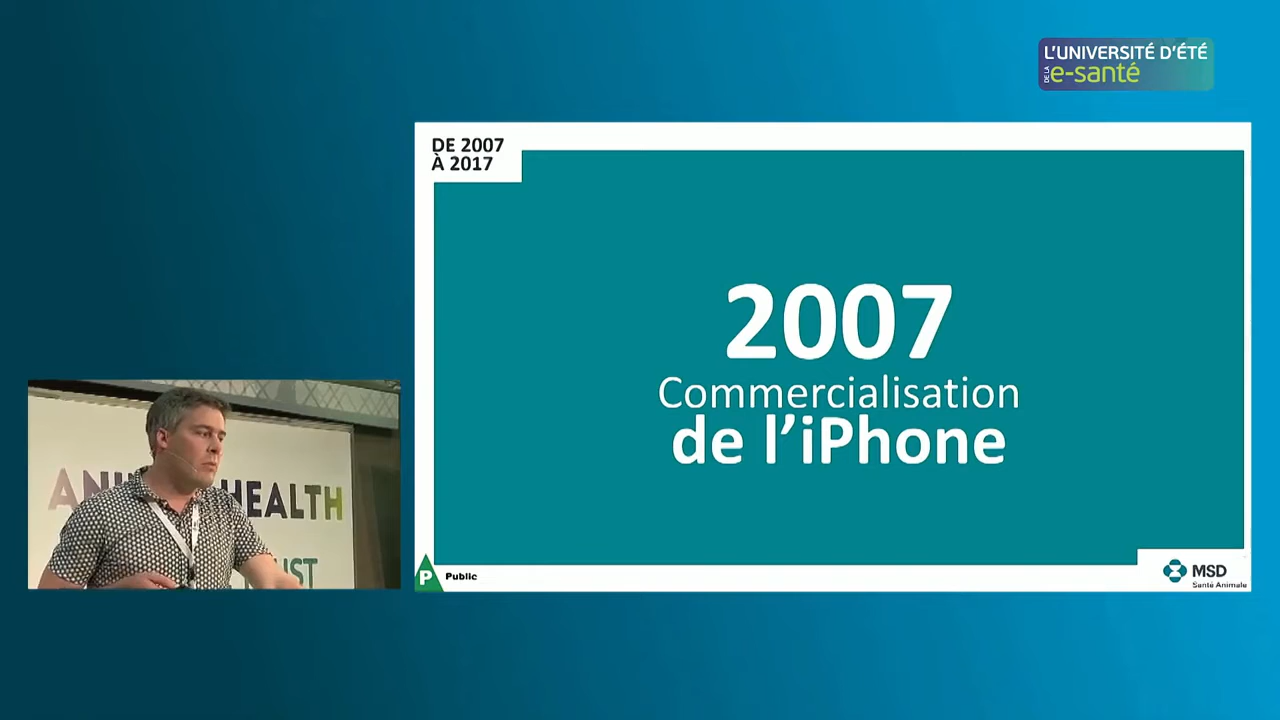 L'UNIVERSITÉ D'ÉTÉ
DE LA e-santé
DE 2007
À 2017
2007
Commercialisation
de l'iPhone
HEALTH
P Public
MSD
Santé Animale